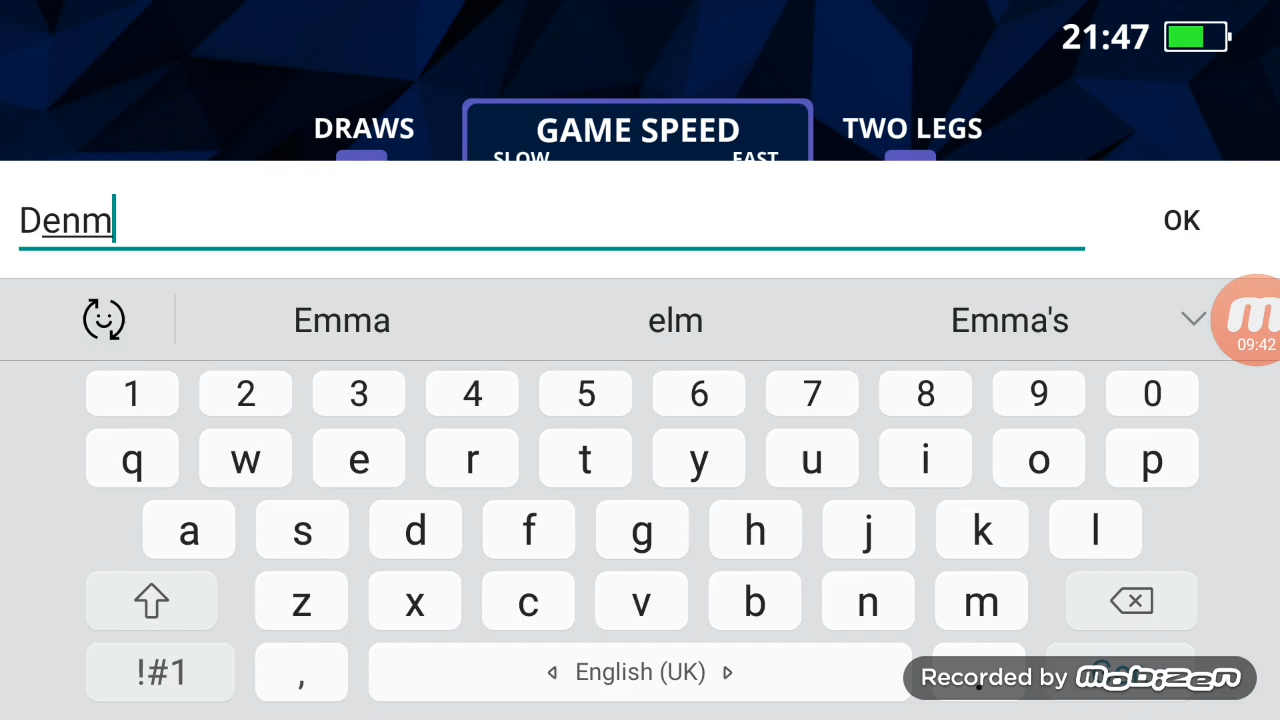 21:47
DRAWS
GAME SPEED
TWO LEGS
SLOW
FAST
Denm
OK
Emma
elm
Emma's
09:42
1 2 3 4 5 6 7 8 9 0
q w e r t y u i o p
a s d f g h j k l
z x c v b n m
!#1 , English (UK) .
Recorded by mobizen